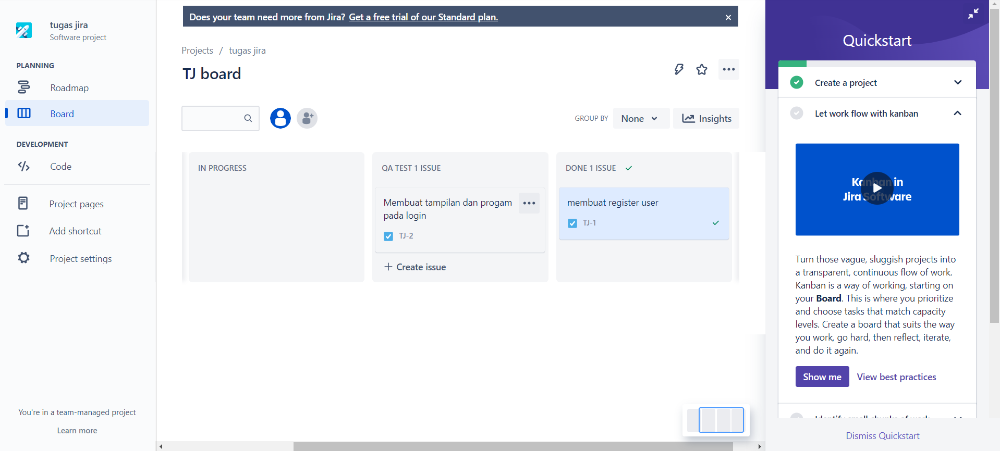 tugas jira
Software project
PLANNING
Roadmap
Board
DEVELOPMENT
Code
Project pages
Add shortcut
Project settings
You're in a team-managed project
Learn more
Does your team need more from Jira? Get a free trial of our Standard plan.
Projects / tugas jira
TJ board
GROUP BY None Insights
IN PROGRESS
QA TEST 1 ISSUE
Membuat tampilan dan progam
pada login
TJ-2
+ Create issue
DONE 1 ISSUE
membuat register user
TJ-1
Quickstart
Create a project
Let work flow with kanban
Kanban in
Jira Software
Turn those vague, sluggish projects into
a transparent, continuous flow of work.
Kanban is a way of working, starting on
your Board. This is where you prioritize
and choose tasks that match capacity
levels. Create a board that suits the way
you work, go hard, then reflect, iterate,
and do it again.
Show me View best practices
Identify small chunks of work
Dismiss Quickstart